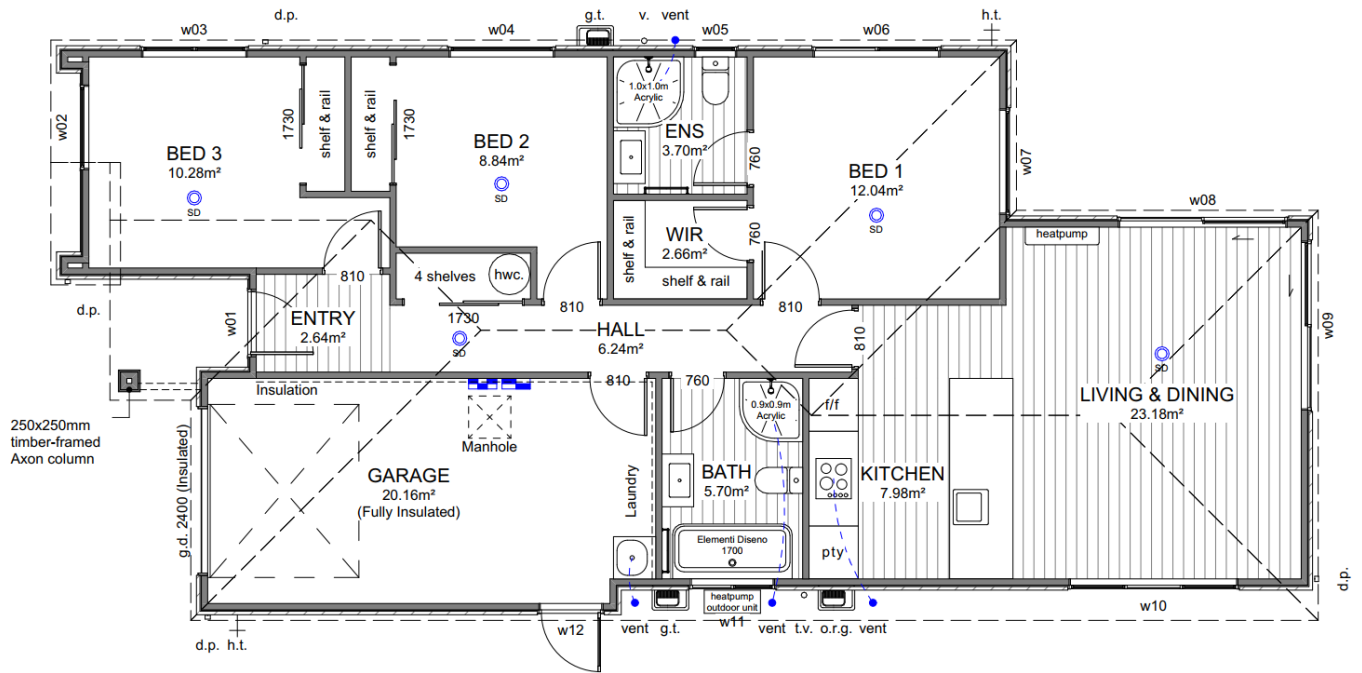 w03
d.p.
w04
g.t.
v.
vent
w05
w06
h.t.
w02
BED 3
10.28m²
SD
1730
shelf & rail
shelf & rail
1730
BED 2
8.84m²
SD
1.0x1.0m
Acrylic
ENS
3.70m²
760
BED 1
12.04m²
SD
w07
w08
heatpump
shelf & rail
WIR
2.66m²
shelf & rail
760
810
4 shelves
hwc.
810
810
1730
d.p.
w01
ENTRY
2.64m²
SD
HALL
6.24m²
810
SD
w09
250x250mm
timber-framed
Axon column
Insulation
810
760
0.9x0.9m
Acrylic
f/f
LIVING & DINING
23.18m²
g.d. 2400 (Insulated)
Manhole
GARAGE
20.16m²
(Fully Insulated)
Laundry
BATH
5.70m²
KITCHEN
7.98m²
Elementi Diseno
1700
pty
d.p.
heatpump
outdoor unit
w10
w11
w12
vent
g.t.
vent
t.v.
o.r.g.
vent
d.p.
h.t.